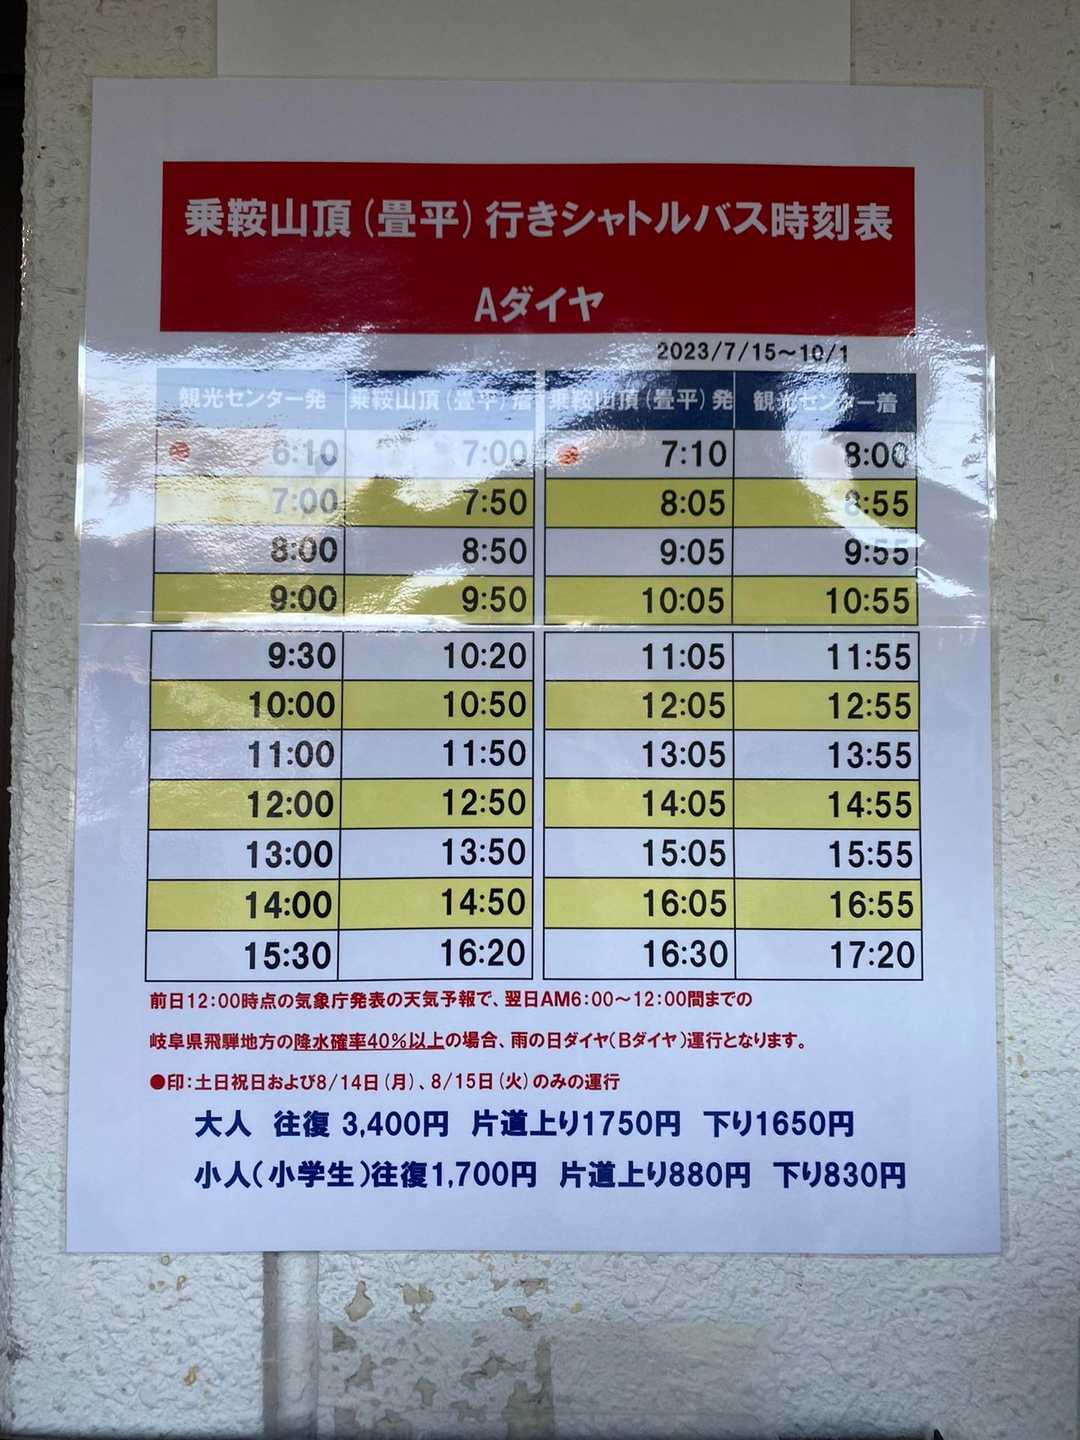 乗鞍山頂(畳平)行きシャトルバス時刻表
Aダイヤ
2023/7/15～10/1
観光センター発 乗鞍山頂(畳平)着 乗鞍山頂(畳平)発 観光センター着
● 6:10 7:00 ● 7:10 8:00
7:00 7:50 8:05 8:55
8:00 8:50 9:05 9:55
9:00 9:50 10:05 10:55
9:30 10:20 11:05 11:55
10:00 10:50 12:05 12:55
11:00 11:50 13:05 13:55
12:00 12:50 14:05 14:55
13:00 13:50 15:05 15:55
14:00 14:50 16:05 16:55
15:30 16:20 16:30 17:20
前日12:00時点の気象庁発表の天気予報で、翌日AM6:00～12:00間までの
岐阜県飛騨地方の降水確率40%以上の場合、雨の日ダイヤ(Bダイヤ)運行となります。
●印:土日祝日および8/14日(月)、8/15日(火)のみの運行
大人 往復 3,400円 片道上り1750円 下り1650円
小人(小学生)往復1,700円 片道上り880円 下り830円